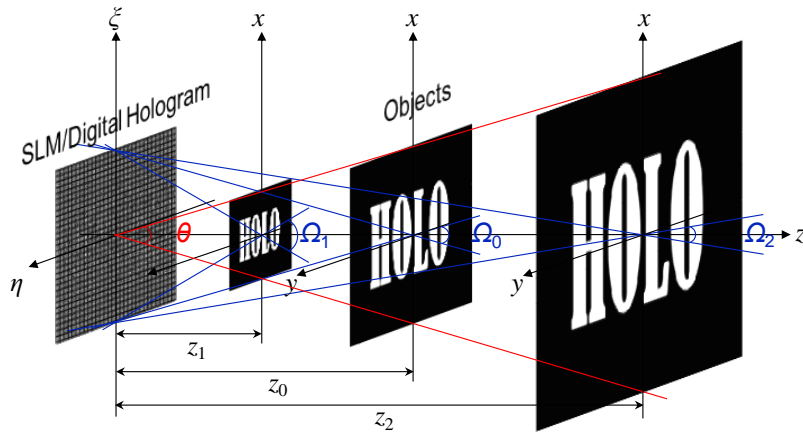 ξ
x
x
x
SLM/Digital Hologram
Objects
HOLO
HOLO
HOLO
θ
Ω₁
Ω₀
Ω₂
z
η
y
y
z₁
z₀
z₂